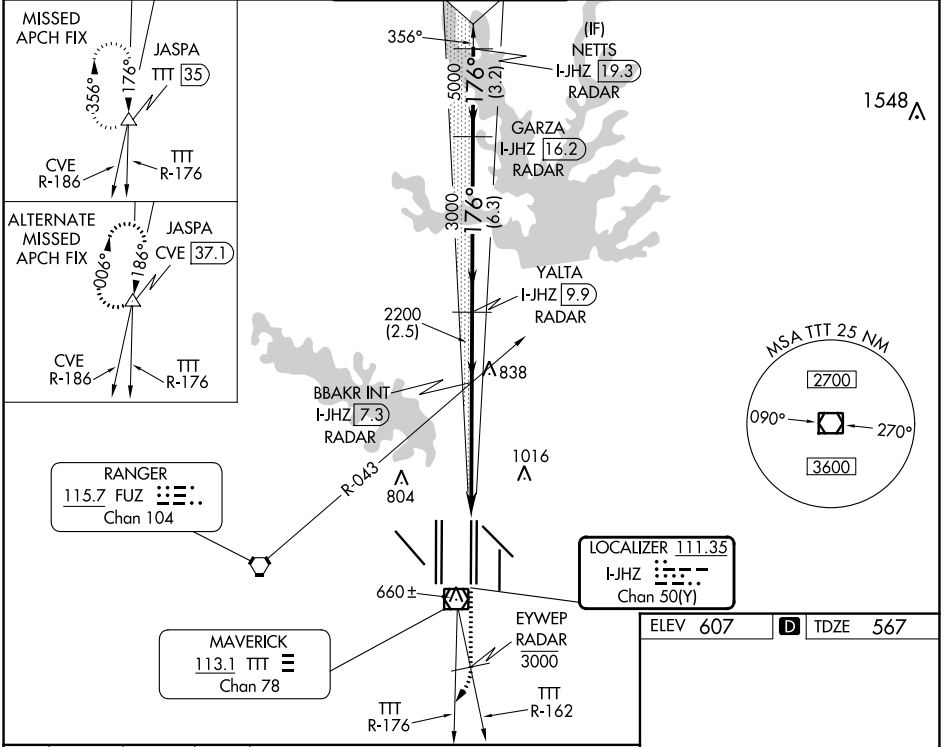 MISSED
APCH FIX
JASPA
TTT 35
356°
176°
CVE
R-186
TTT
R-176
ALTERNATE
MISSED
APCH FIX
JASPA
CVE 37.1
006°
186°
CVE
R-186
TTT
R-176
356°
(IF)
NETTS
I-JHZ 19.3
RADAR
5000
176°
(3.2)
1548
GARZA
I-JHZ 16.2
RADAR
3000
176°
(6.3)
YALTA
I-JHZ 9.9
RADAR
2200
(2.5)
838
BBAKR INT
I-JHZ 7.3
RADAR
R-043
804
1016
MSA TTT 25 NM
2700
090°
270°
3600
RANGER
115.7 FUZ
Chan 104
LOCALIZER 111.35
I-JHZ
Chan 50(Y)
660 ±
EYWEP
RADAR
3000
MAVERICK
113.1 TTT
Chan 78
TTT
R-176
TTT
R-162
ELEV 607 D TDZE 567